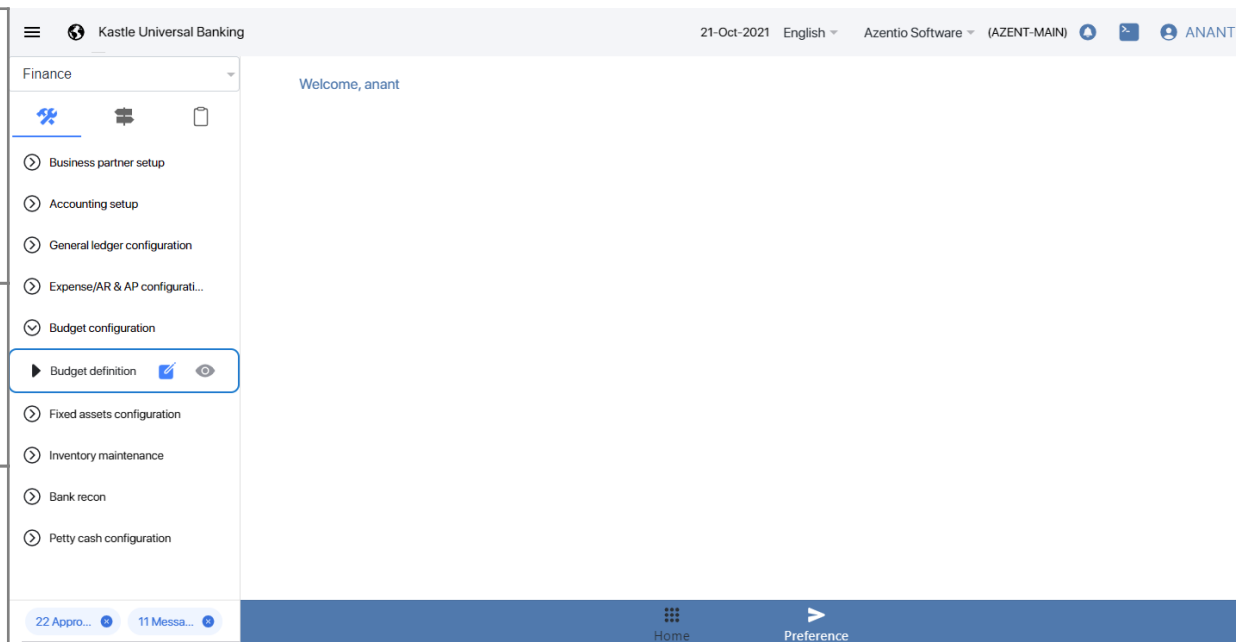 Kastle Universal Banking
21-Oct-2021 English Azentio Software (AZENT-MAIN) ANANT
Finance
Welcome, anant
Business partner setup
Accounting setup
General ledger configuration
Expense/AR & AP configurati...
Budget configuration
Budget definition
Fixed assets configuration
Inventory maintenance
Bank recon
Petty cash configuration
22 Appro... 11 Messa...
Home Preference